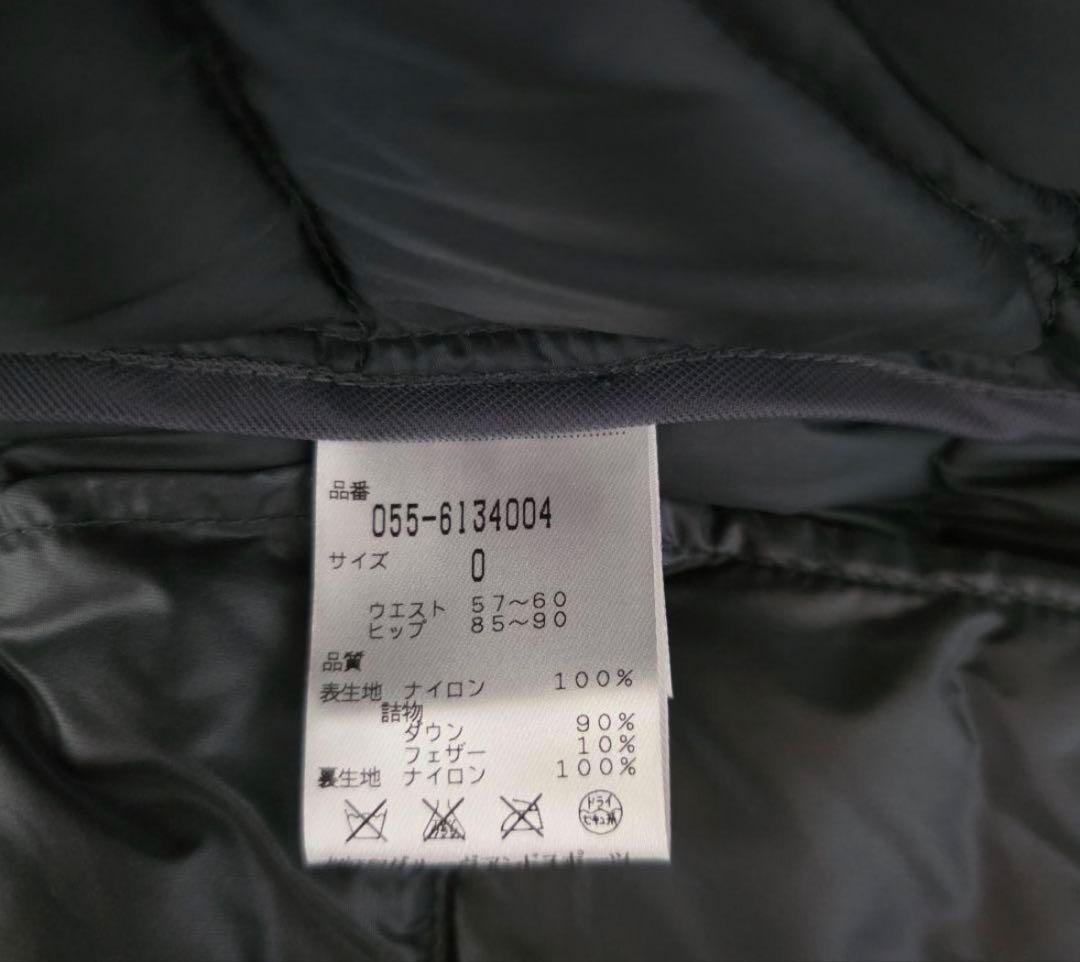 品番
055-6134004
サイズ 0
ウエスト 57～60
ヒップ 85～90
品質
表生地 ナイロン 100%
詰物
ダウン 90%
フェザー 10%
裏生地 ナイロン 100%
ドライ
セキユ系